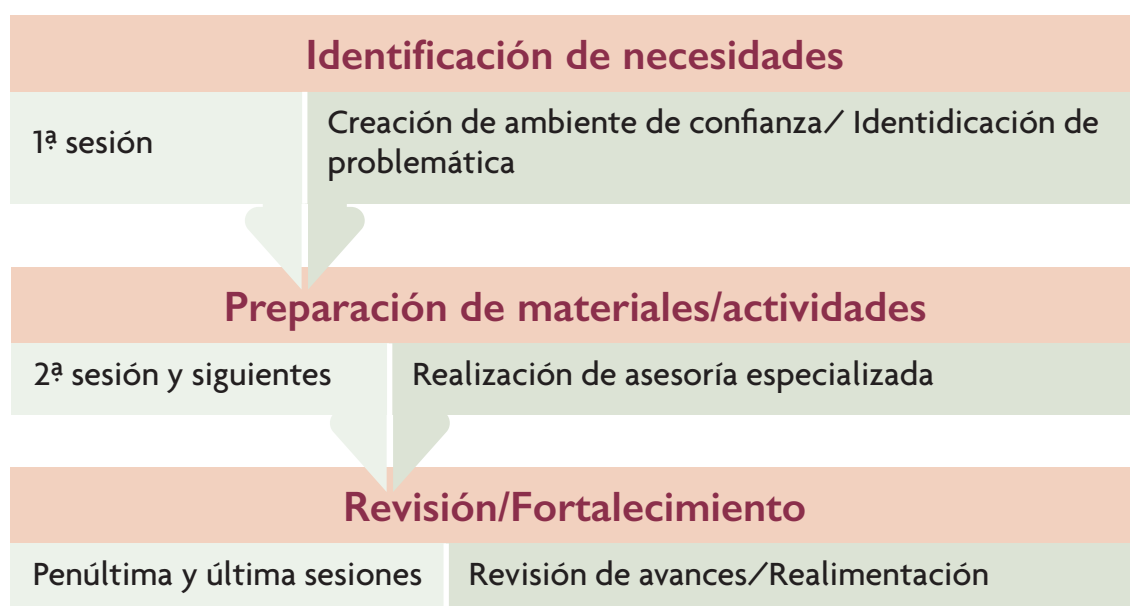 Identificación de necesidades
1ª sesión
Creación de ambiente de confianza/ Identidicación de
problemática
Preparación de materiales/actividades
2ª sesión y siguientes
Realización de asesoría especializada
Revisión/Fortalecimiento
Penúltima y última sesiones
Revisión de avances/Realimentación